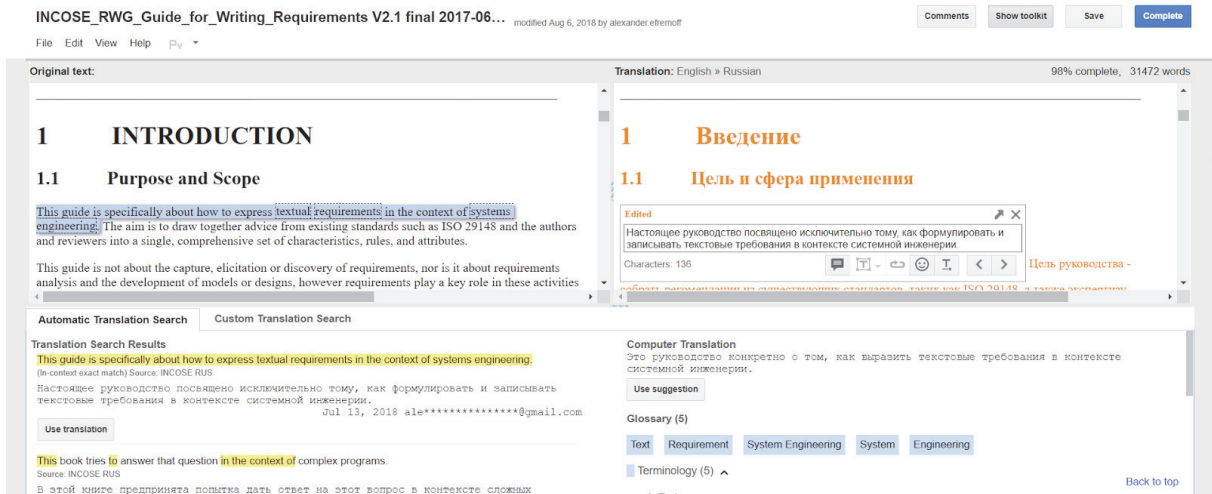 INCOSE_RWG_Guide_for_Writing_Requirements V2.1 final 2017-06... modified Aug 6, 2018 by alexander.efremoff
Comments Show toolkit Save Complete
File Edit View Help Py
Original text:
Translation: English » Russian 98% complete, 31472 words
1 INTRODUCTION
1.1 Purpose and Scope
This guide is specifically about how to express textual requirements in the context of systems
engineering. The aim is to draw together advice from existing standards such as ISO 29148 and the authors
and reviewers into a single, comprehensive set of characteristics, rules, and attributes.
This guide is not about the capture, elicitation or discovery of requirements, nor is it about requirements
analysis and the development of models or designs, however requirements play a key role in these activities
1 Введение
1.1 Цель и сфера применения
Edited
Настоящее руководство посвящено исключительно тому, как формулировать и
записывать текстовые требования в контексте системной инженерии.
Characters: 136
Цель руководства -
собрать рекомендации из существующих стандартов, таких как ISO 29148, а также экспертизу
Automatic Translation Search Custom Translation Search
Translation Search Results
This guide is specifically about how to express textual requirements in the context of systems engineering.
(In-context exact match) Source: INCOSE RUS
Настоящее руководство посвящено исключительно тому, как формулировать и записывать
текстовые требования в контексте системной инженерии.
Jul 13, 2018 ale***************@gmail.com
Use translation
This book tries to answer that question in the context of complex programs.
Source: INCOSE RUS
В этой книге предпринята попытка дать ответ на этот вопрос в контексте сложных
Computer Translation
Это руководство конкретно о том, как выразить текстовые требования в контексте
системной инженерии.
Use suggestion
Glossary (5)
Text Requirement System Engineering System Engineering
Terminology (5)
Back to top